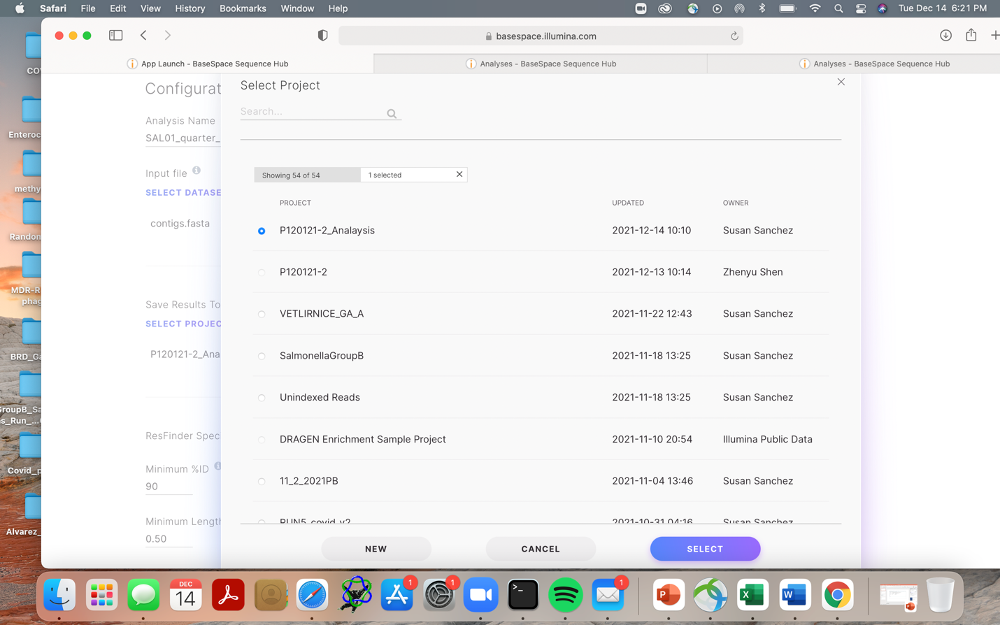 Safari File Edit View History Bookmarks Window Help Tue Dec 14 6:21 PM
basespace.illumina.com
App Launch - BaseSpace Sequence Hub
Analyses - BaseSpace Sequence Hub
Analyses - BaseSpace Sequence Hub
Configurat
Analysis Name
SAL01_quarter_
Input file
SELECT DATASE
contigs.fasta
Save Results To
SELECT PROJEC
P120121-2_Ana
ResFinder Spec
Minimum %ID
90
Minimum Length
0.50
Select Project
Search...
Showing 54 of 54
1 selected
PROJECT UPDATED OWNER
P120121-2_Analaysis 2021-12-14 10:10 Susan Sanchez
P120121-2 2021-12-13 10:14 Zhenyu Shen
VETLIRNICE_GA_A 2021-11-22 12:43 Susan Sanchez
SalmonellaGroupB 2021-11-18 13:25 Susan Sanchez
Unindexed Reads 2021-11-18 13:25 Susan Sanchez
DRAGEN Enrichment Sample Project 2021-11-10 20:54 Illumina Public Data
11_2_2021PB 2021-11-04 13:46 Susan Sanchez
RUN5_covid_v2 2021-10-31 04:16 Susan Sanchez
NEW CANCEL SELECT
CO
Enteroc
methy
Random
MDR-R
phag
BRD_Ga
GroupB_Sa
s_Run_...
Covid_p
Alvarez_
DEC
14
1
1
1
P
X
W